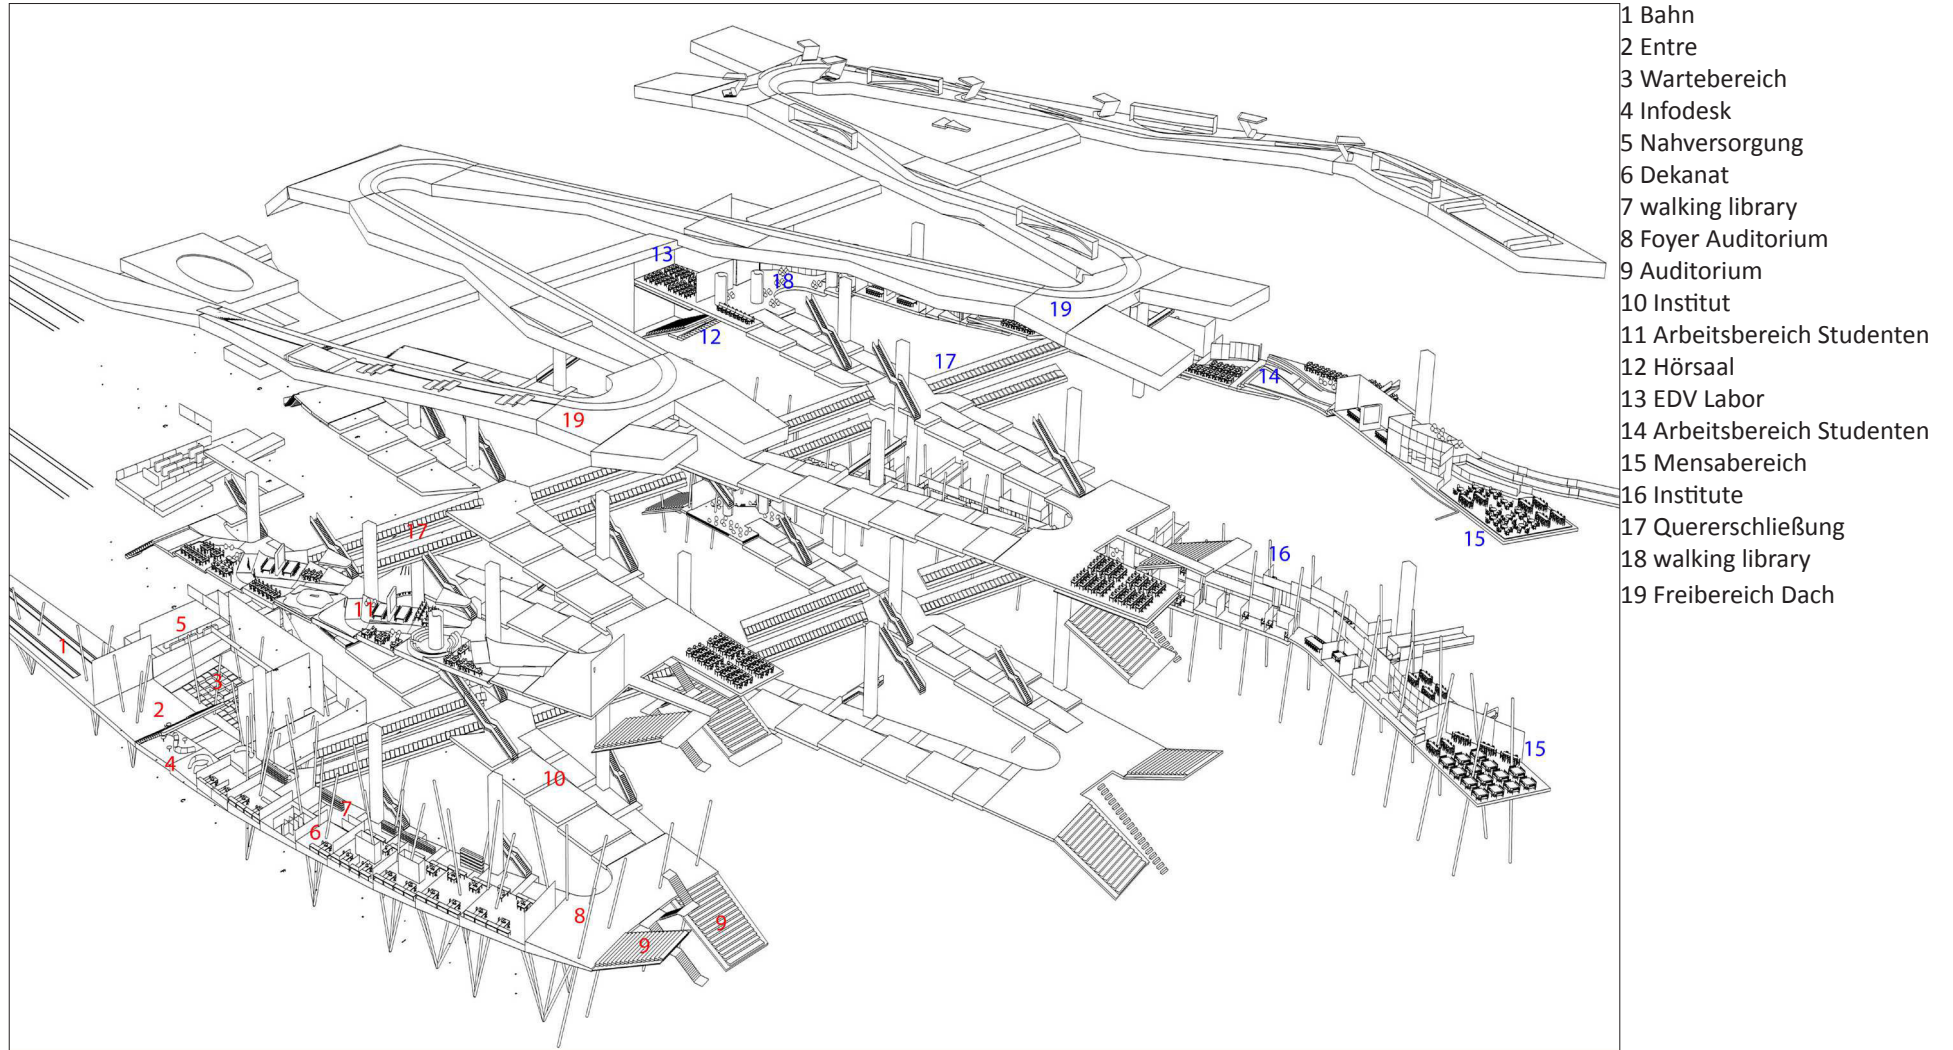 1 Bahn
2 Entre
3 Wartebereich
4 Infodesk
5 Nahversorgung
6 Dekanat
7 walking library
8 Foyer Auditorium
9 Auditorium
10 Institut
11 Arbeitsbereich Studenten
12 Hörsaal
13 EDV Labor
14 Arbeitsbereich Studenten
15 Mensabereich
16 Institute
17 Quererschließung
18 walking library
19 Freibereich Dach
13
18
19
12
17
14
19
17
15
16
11
5
1
3
2
15
4
10
7
6
8
9
9